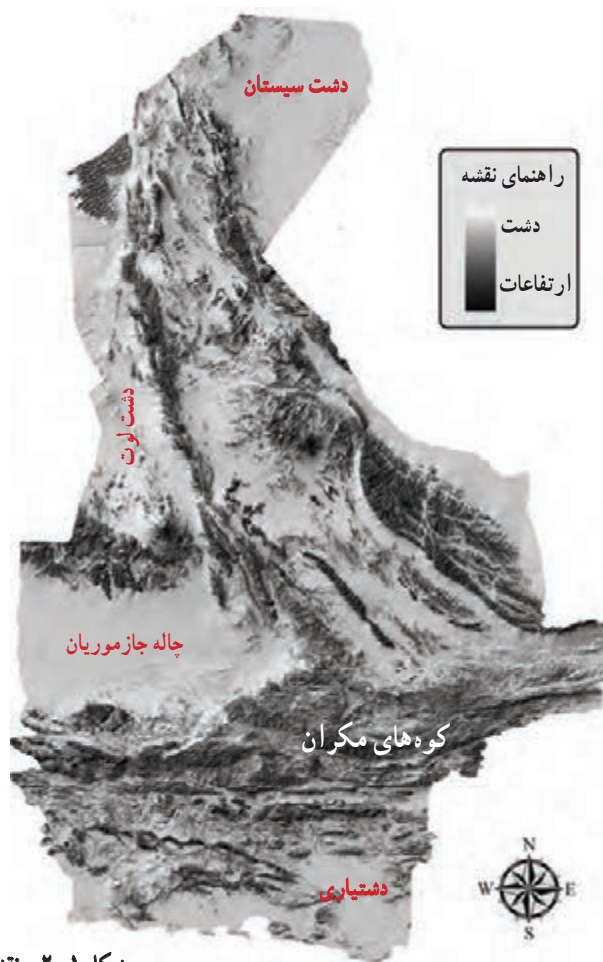 دشت سیستان
راهنمای نقشه
دشت
ارتفاعات
دشت لوت
چاله جازموریان
کوه‌های مکران
دشتیاری
N
W E
S